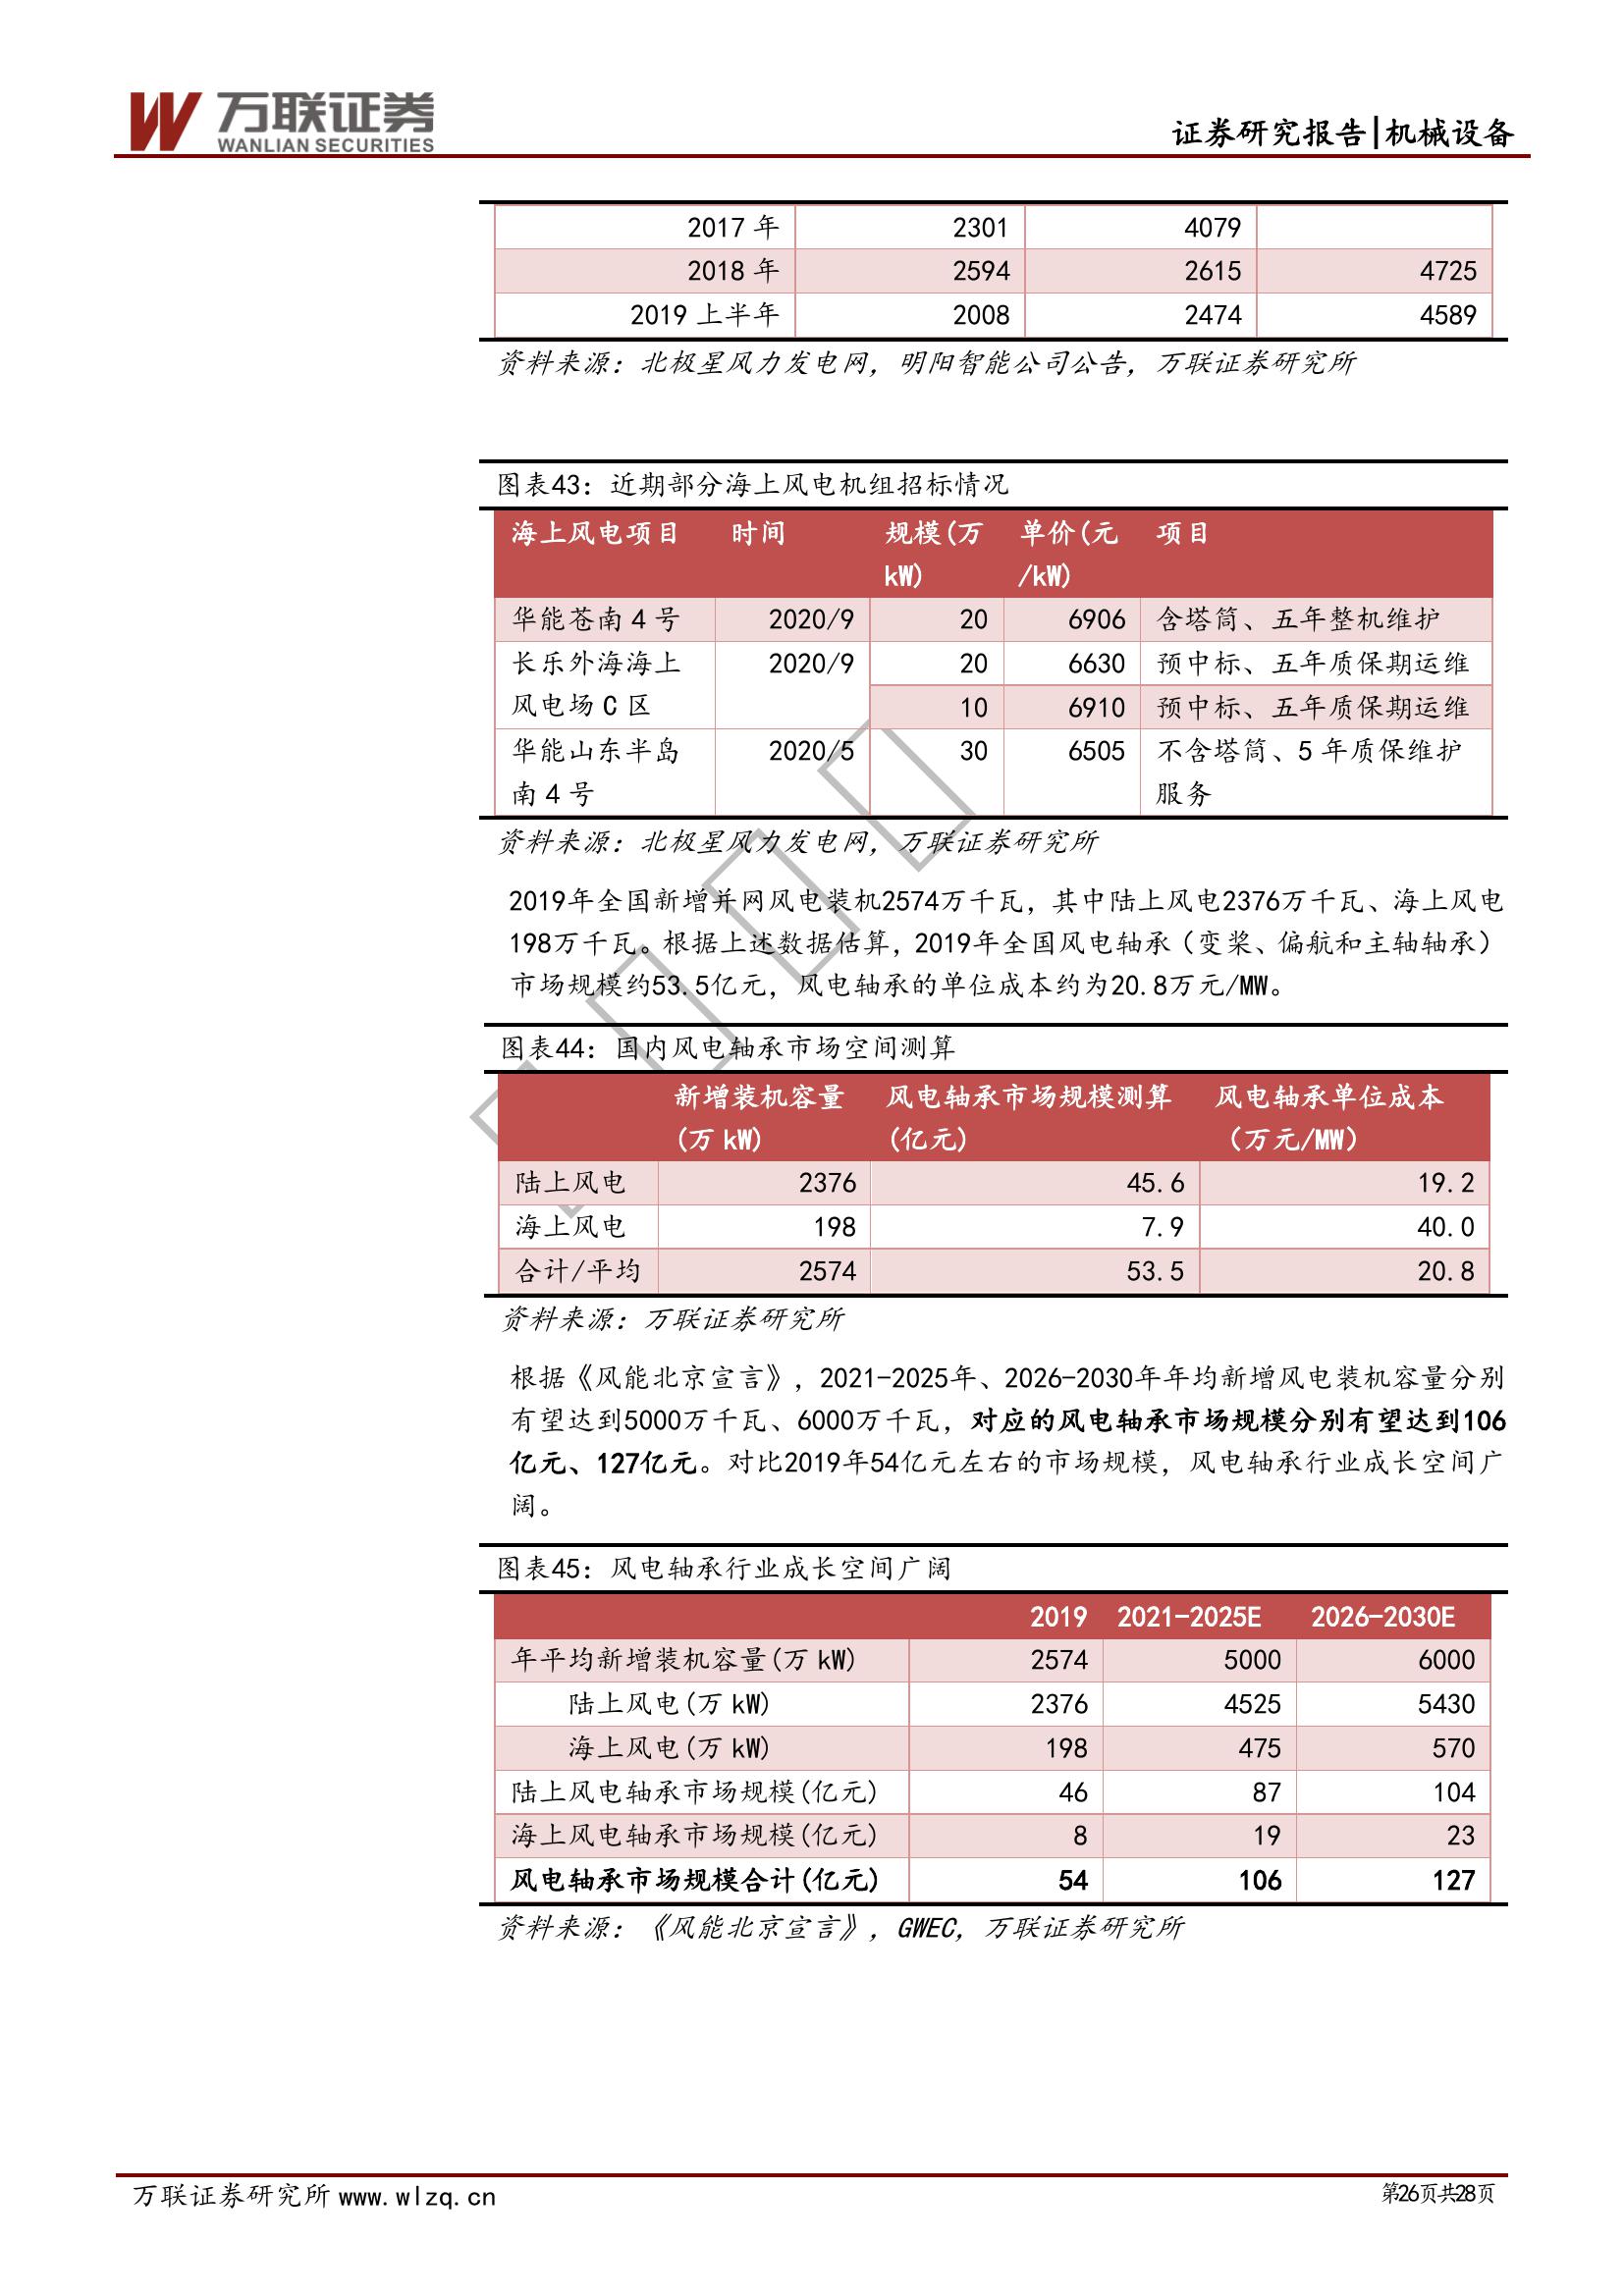 万联证券
WANLIAN SECURITIES
证券研究报告|机械设备
2017 年 2301 4079
2018 年 2594 2615 4725
2019 上半年 2008 2474 4589
资料来源：北极星风力发电网，明阳智能公司公告，万联证券研究所
图表43：近期部分海上风电机组招标情况
海上风电项目 时间 规模(万 单价(元 项目
kW) /kW)
华能苍南 4 号 2020/9 20 6906 含塔筒、五年整机维护
长乐外海海上 2020/9 20 6630 预中标、五年质保期运维
风电场 C 区 10 6910 预中标、五年质保期运维
华能山东半岛 2020/5 30 6505 不含塔筒、5 年质保维护
南 4 号 服务
资料来源：北极星风力发电网，万联证券研究所
2019年全国新增并网风电装机2574万千瓦，其中陆上风电2376万千瓦、海上风电
198万千瓦。根据上述数据估算，2019年全国风电轴承（变桨、偏航和主轴轴承）
市场规模约53.5亿元，风电轴承的单位成本约为20.8万元/MW。
图表44：国内风电轴承市场空间测算
新增装机容量 风电轴承市场规模测算 风电轴承单位成本
(万 kW) (亿元) （万元/MW）
陆上风电 2376 45.6 19.2
海上风电 198 7.9 40.0
合计/平均 2574 53.5 20.8
资料来源：万联证券研究所
根据《风能北京宣言》，2021-2025年、2026-2030年年均新增风电装机容量分别
有望达到5000万千瓦、6000万千瓦，对应的风电轴承市场规模分别有望达到106
亿元、127亿元。对比2019年54亿元左右的市场规模，风电轴承行业成长空间广
阔。
图表45：风电轴承行业成长空间广阔
2019 2021-2025E 2026-2030E
年平均新增装机容量(万 kW) 2574 5000 6000
陆上风电(万 kW) 2376 4525 5430
海上风电(万 kW) 198 475 570
陆上风电轴承市场规模(亿元) 46 87 104
海上风电轴承市场规模(亿元) 8 19 23
风电轴承市场规模合计(亿元) 54 106 127
资料来源：《风能北京宣言》，GWEC，万联证券研究所
万联证券研究所 www.wlzq.cn 第26页共28页